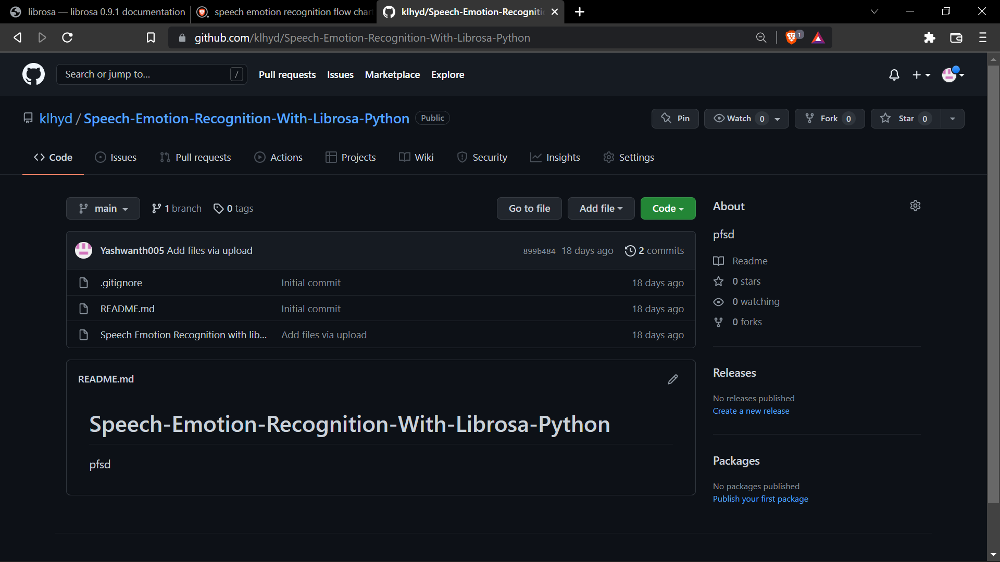 librosa — librosa 0.9.1 documentation
speech emotion recognition flow char
klhyd/Speech-Emotion-Recogniti
github.com/klhyd/Speech-Emotion-Recognition-With-Librosa-Python
1
Search or jump to...
/
Pull requests
Issues
Marketplace
Explore
klhyd / Speech-Emotion-Recognition-With-Librosa-Python
Public
Pin
Watch 0
Fork 0
Star 0
Code
Issues
Pull requests
Actions
Projects
Wiki
Security
Insights
Settings
main
1 branch
0 tags
Go to file
Add file
Code
About
pfsd
Yashwanth005 Add files via upload
899b484 18 days ago
2 commits
.gitignore
Initial commit
18 days ago
README.md
Initial commit
18 days ago
Speech Emotion Recognition with lib...
Add files via upload
18 days ago
Readme
0 stars
0 watching
0 forks
README.md
Speech-Emotion-Recognition-With-Librosa-Python
pfsd
Releases
No releases published
Create a new release
Packages
No packages published
Publish your first package